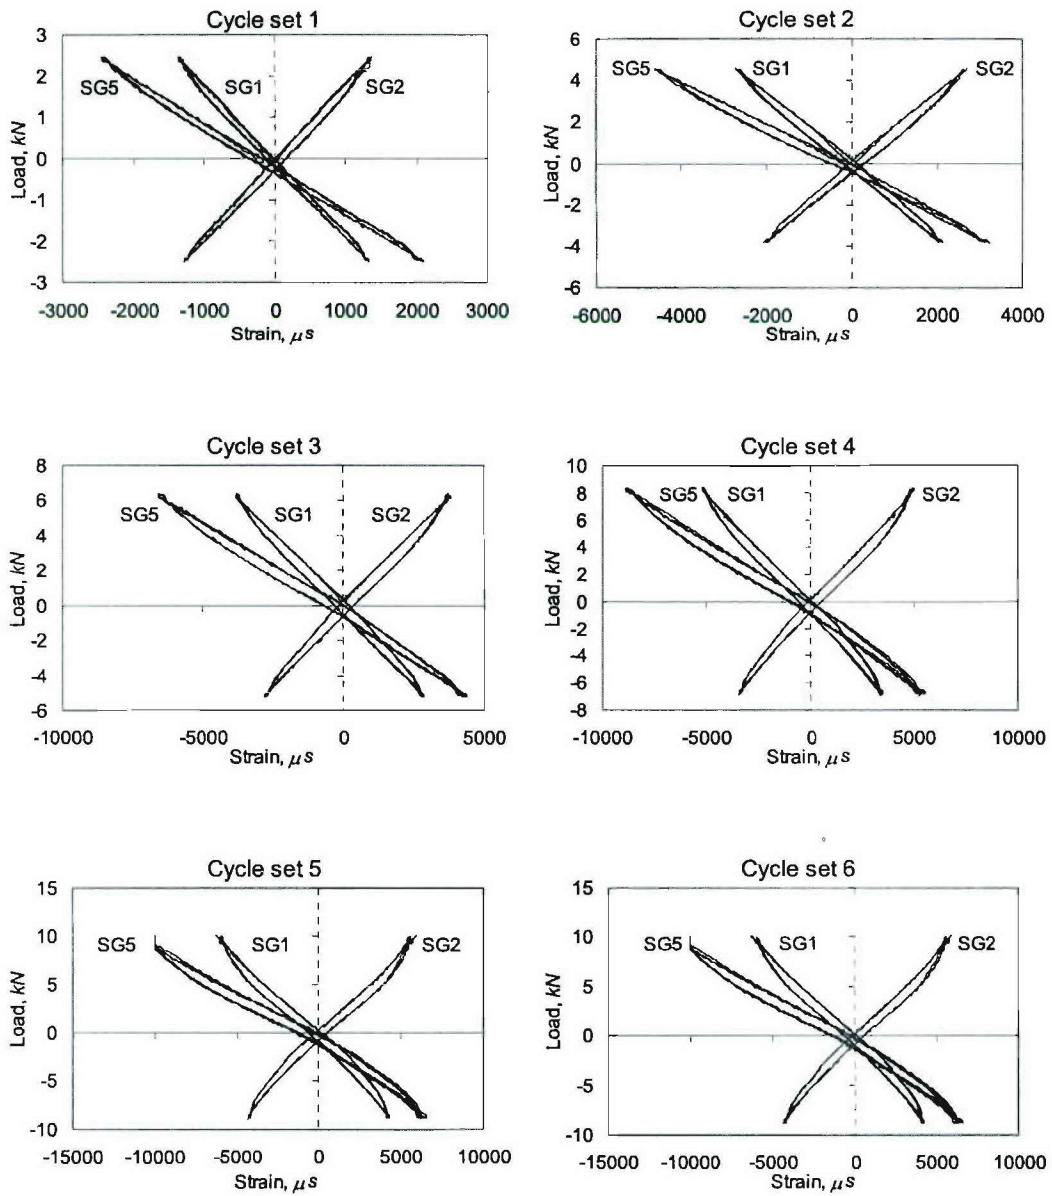 Cycle set 1
3
2
1
0
-1
-2
-3
Load, kN
SG5
SG1
SG2
-3000 -2000 -1000 0 1000 2000 3000
Strain, μs
Cycle set 2
6
4
2
0
-2
-4
-6
Load, kN
SG5
SG1
SG2
-6000 -4000 -2000 0 2000 4000
Strain, μs
Cycle set 3
8
6
4
2
0
-2
-4
-6
Load, kN
SG5
SG1
SG2
-10000 -5000 0 5000
Strain, μs
Cycle set 4
10
8
6
4
2
0
-2
-4
-6
-8
Load, kN
SG5
SG1
SG2
-10000 -5000 0 5000 10000
Strain, μs
Cycle set 5
15
10
5
0
-5
-10
Load, kN
SG5
SG1
SG2
-15000 -10000 -5000 0 5000 10000
Strain, μs
Cycle set 6
15
10
5
0
-5
-10
Load, kN
SG5
SG1
SG2
-15000 -10000 -5000 0 5000 10000
Strain, μs